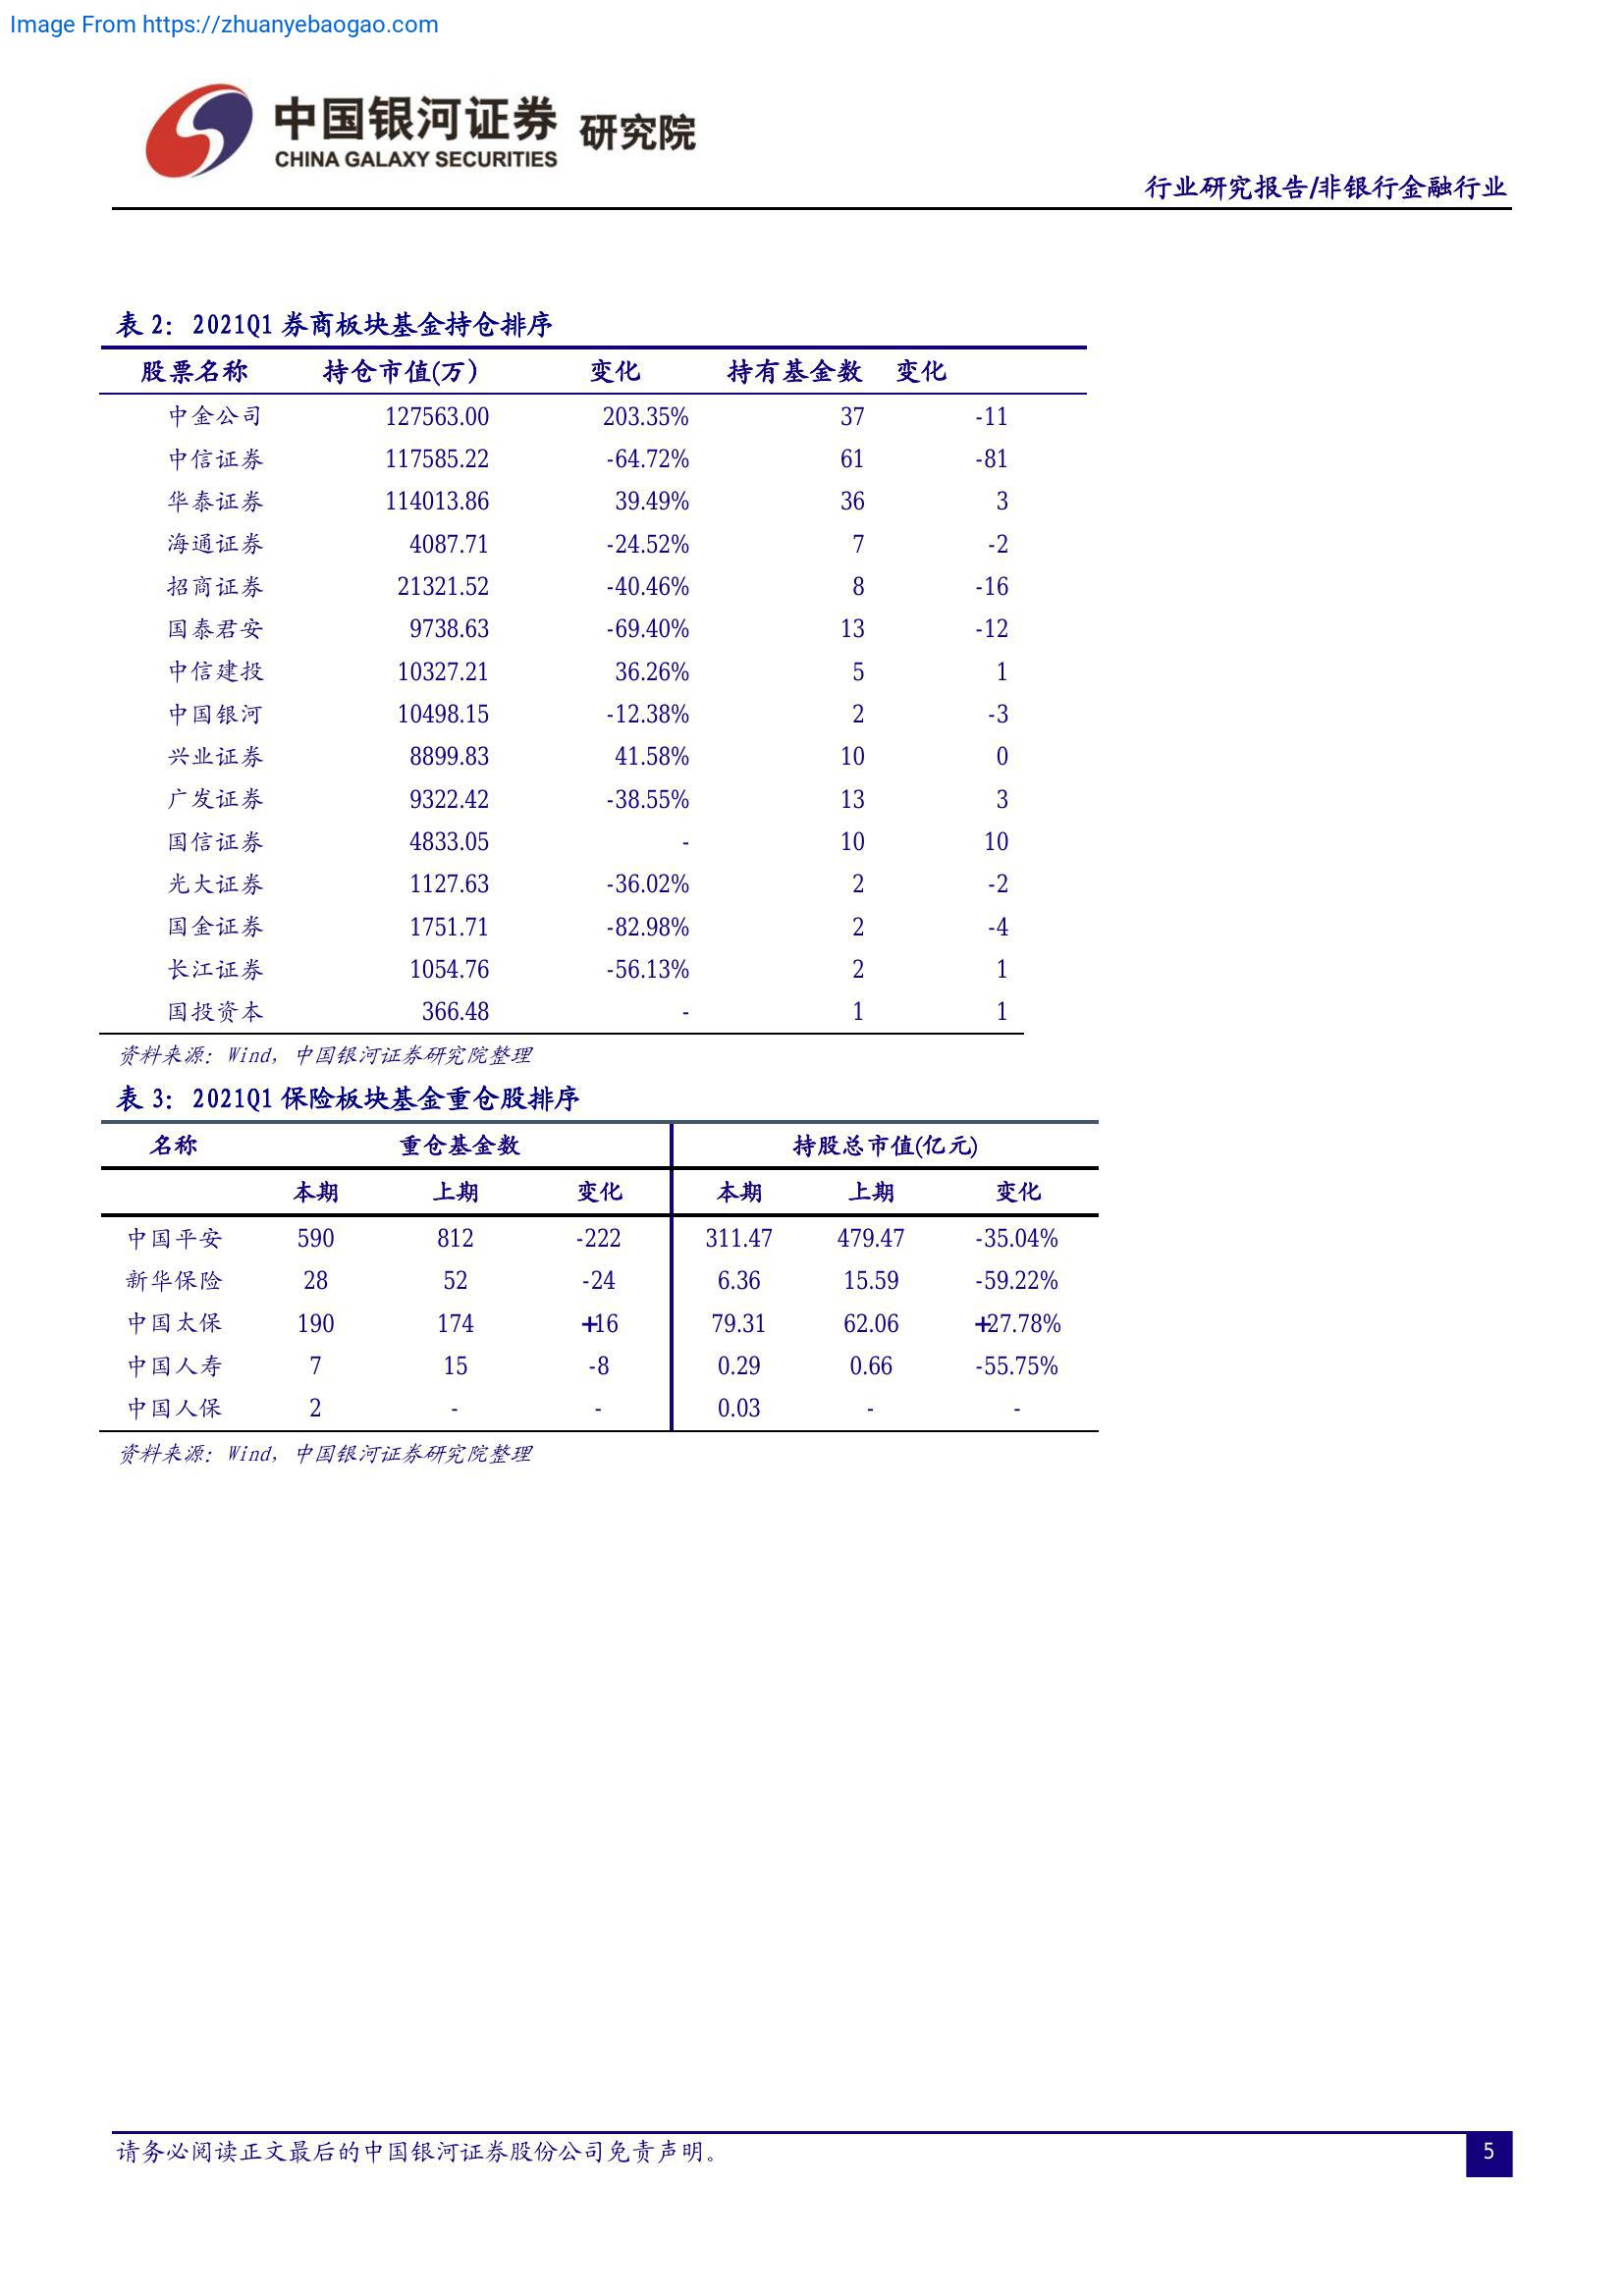 Image From https://zhuanyebaogao.com
中国银河证券 研究院
CHINA GALAXY SECURITIES
行业研究报告/非银行金融行业
表 2: 2021Q1 券商板块基金持仓排序
股票名称 持仓市值(万) 变化 持有基金数 变化
中金公司 127563.00 203.35% 37 -11
中信证券 117585.22 -64.72% 61 -81
华泰证券 114013.86 39.49% 36 3
海通证券 4087.71 -24.52% 7 -2
招商证券 21321.52 -40.46% 8 -16
国泰君安 9738.63 -69.40% 13 -12
中信建投 10327.21 36.26% 5 1
中国银河 10498.15 -12.38% 2 -3
兴业证券 8899.83 41.58% 10 0
广发证券 9322.42 -38.55% 13 3
国信证券 4833.05 - 10 10
光大证券 1127.63 -36.02% 2 -2
国金证券 1751.71 -82.98% 2 -4
长江证券 1054.76 -56.13% 2 1
国投资本 366.48 - 1 1
资料来源: Wind, 中国银河证券研究院整理
表 3: 2021Q1 保险板块基金重仓股排序
名称 重仓基金数 持股总市值(亿元)
本期 上期 变化 本期 上期 变化
中国平安 590 812 -222 311.47 479.47 -35.04%
新华保险 28 52 -24 6.36 15.59 -59.22%
中国太保 190 174 +16 79.31 62.06 +27.78%
中国人寿 7 15 -8 0.29 0.66 -55.75%
中国人保 2 - - 0.03 - -
资料来源: Wind, 中国银河证券研究院整理
请务必阅读正文最后的中国银河证券股份公司免责声明。
5